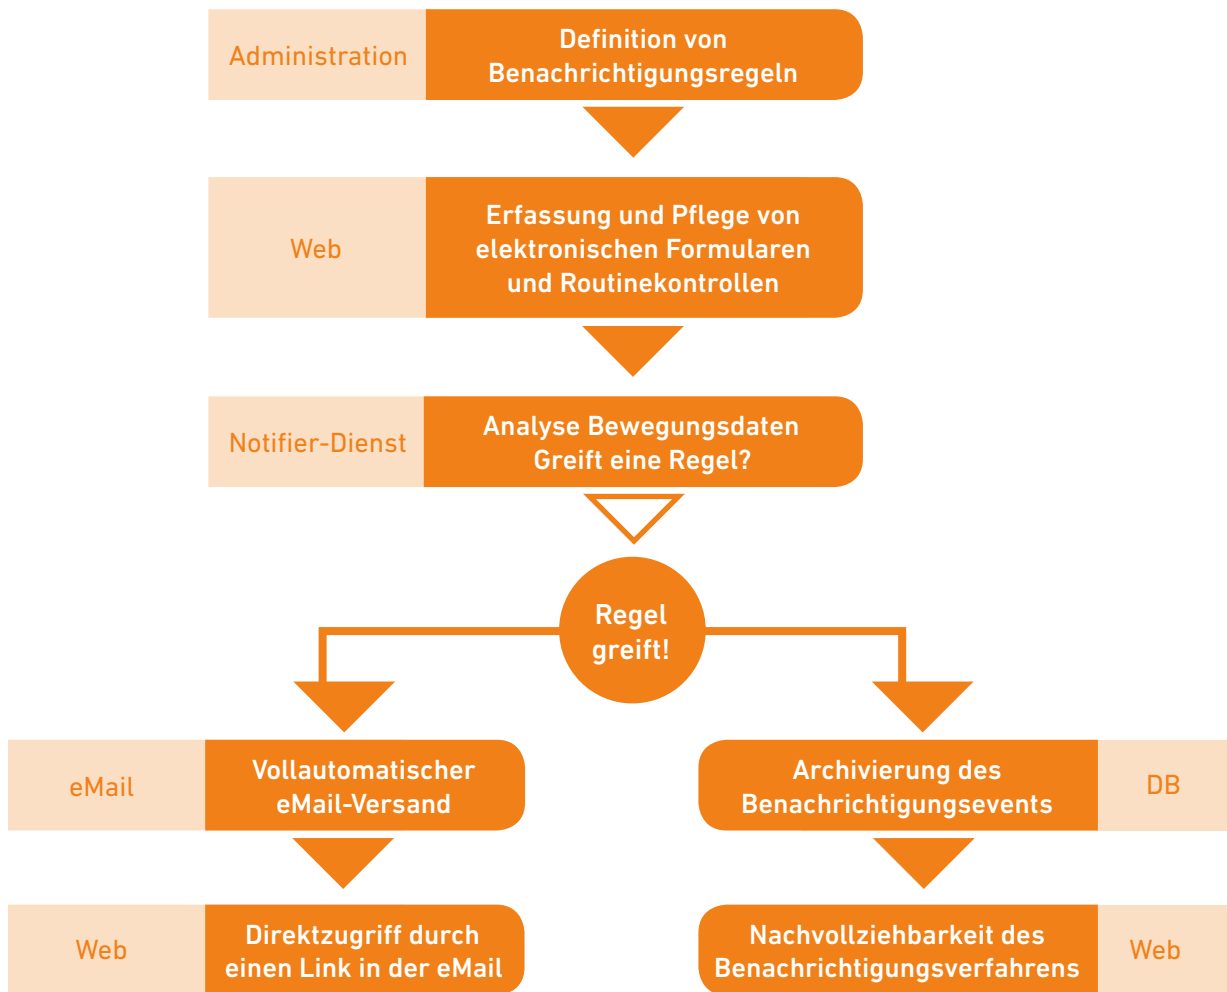 Administration
Definition von
Benachrichtigungsregeln
Web
Erfassung und Pflege von
elektronischen Formularen
und Routinekontrollen
Notifier-Dienst
Analyse Bewegungsdaten
Greift eine Regel?
Regel
greift!
eMail
Vollautomatischer
eMail-Versand
Archivierung des
Benachrichtigungsevents
DB
Web
Direktzugriff durch
einen Link in der eMail
Nachvollziehbarkeit des
Benachrichtigungsverfahrens
Web